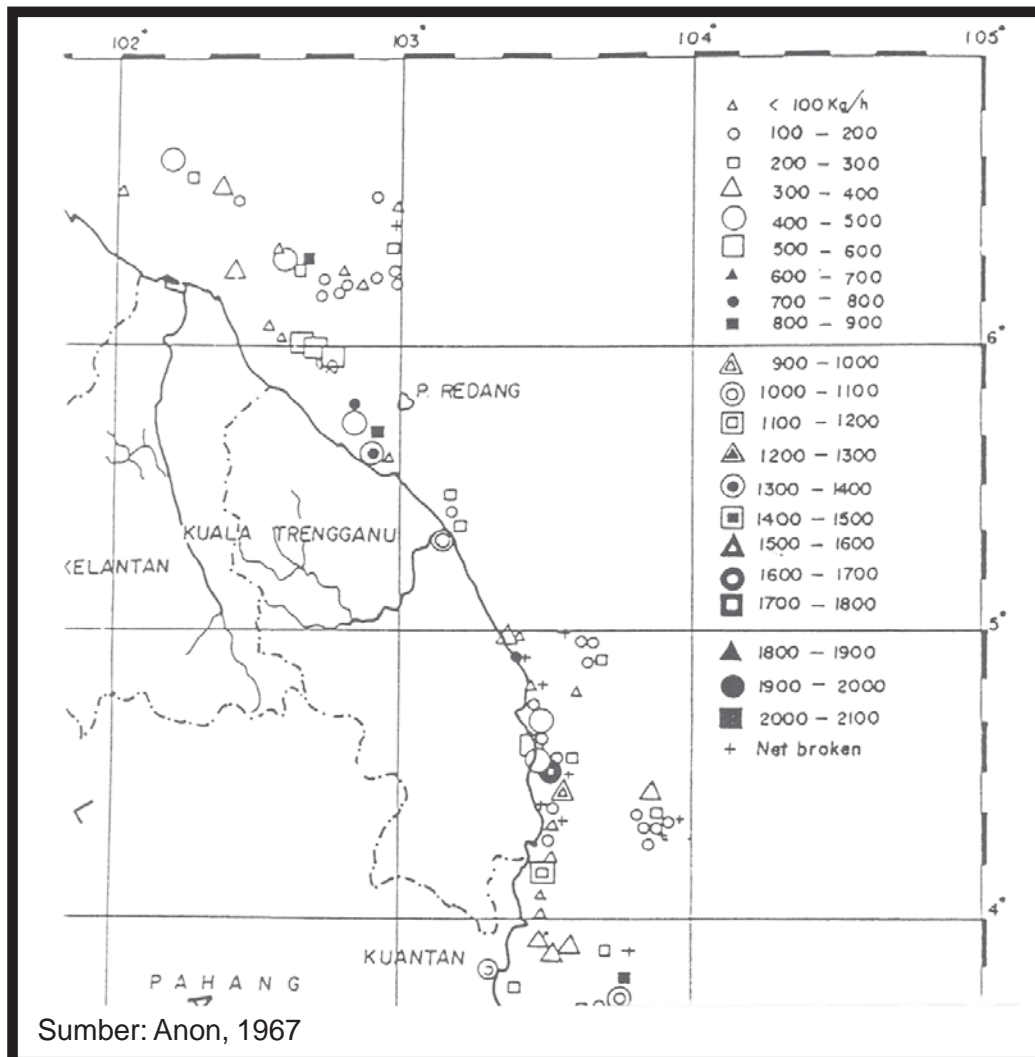 102° 103° 104° 105°
< 100 Kg/h
100 - 200
200 - 300
300 - 400
400 - 500
500 - 600
600 - 700
700 - 800
800 - 900
6°
900 - 1000
P. REDANG
1000 - 1100
1100 - 1200
1200 - 1300
1300 - 1400
1400 - 1500
KUALA TRENGGANU
1500 - 1600
KELANTAN
1600 - 1700
1700 - 1800
5°
1800 - 1900
1900 - 2000
2000 - 2100
+ Net broken
4°
KUANTAN
PAHANG
Sumber: Anon, 1967